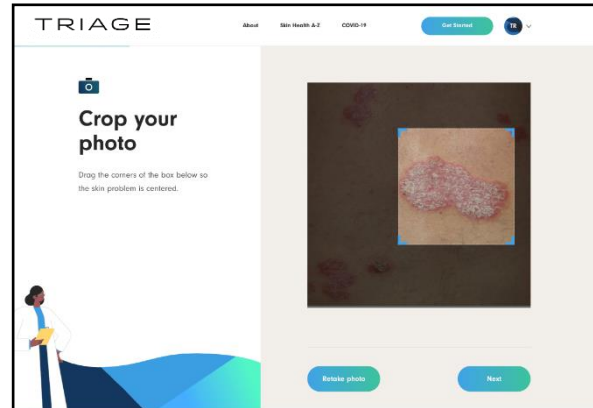 TRIAGE
About Skin Health A-Z COVID-19 Get Started TR
Crop your
photo
Drag the corners of the box below so
the skin problem is centered.
Retake photo Next